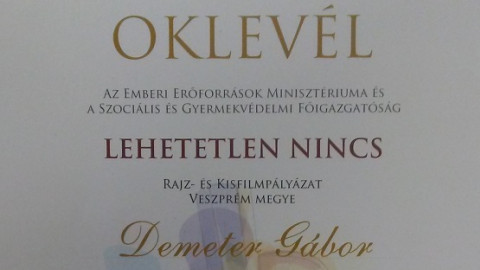 OKLEVÉL
AZ EMBERI ERŐFORRÁSOK MINISZTÉRIUMA ÉS
A SZOCIÁLIS ÉS GYERMEKVÉDELMI FŐIGAZGATÓSÁG
LEHETETLEN NINCS
RAJZ- ÉS KISFILMPÁLYÁZAT
VESZPRÉM MEGYE
Demeter Gábor